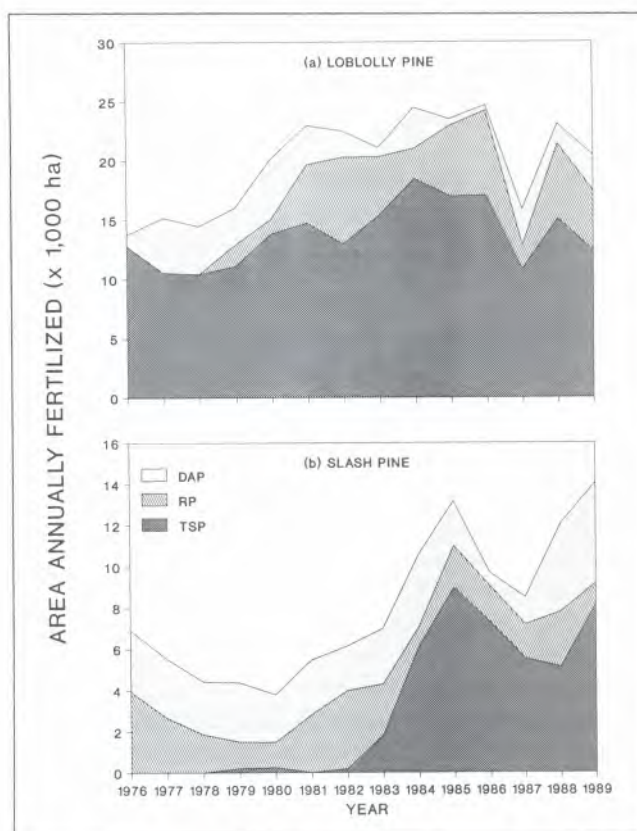 AREA ANNUALLY FERTILIZED (x 1,000 ha)
(a) LOBLOLLY PINE
30
25
20
15
10
5
0
(b) SLASH PINE
16
14
12
10
8
6
4
2
0
DAP
RP
TSP
1976 1977 1978 1979 1980 1981 1982 1983 1984 1985 1986 1987 1988 1989
YEAR